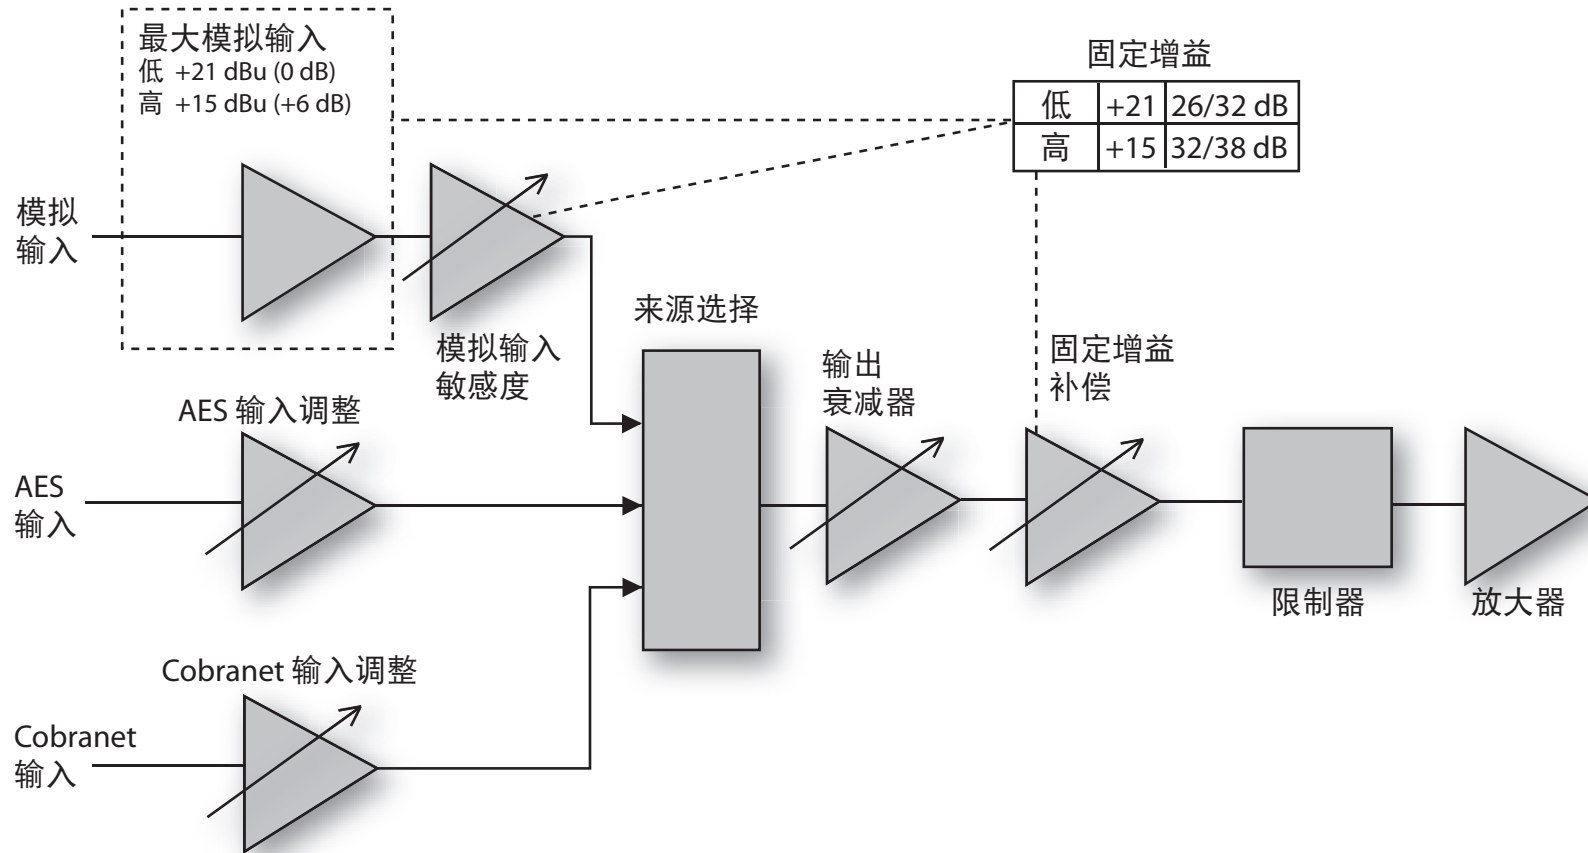 最大模拟输入
低 +21 dBu (0 dB)
高 +15 dBu (+6 dB)
固定增益
低 +21 26/32 dB
高 +15 32/38 dB
模拟
输入
模拟输入
敏感度
来源选择
输出
衰减器
固定增益
补偿
AES 输入调整
AES
输入
限制器
放大器
Cobranet 输入调整
Cobranet
输入